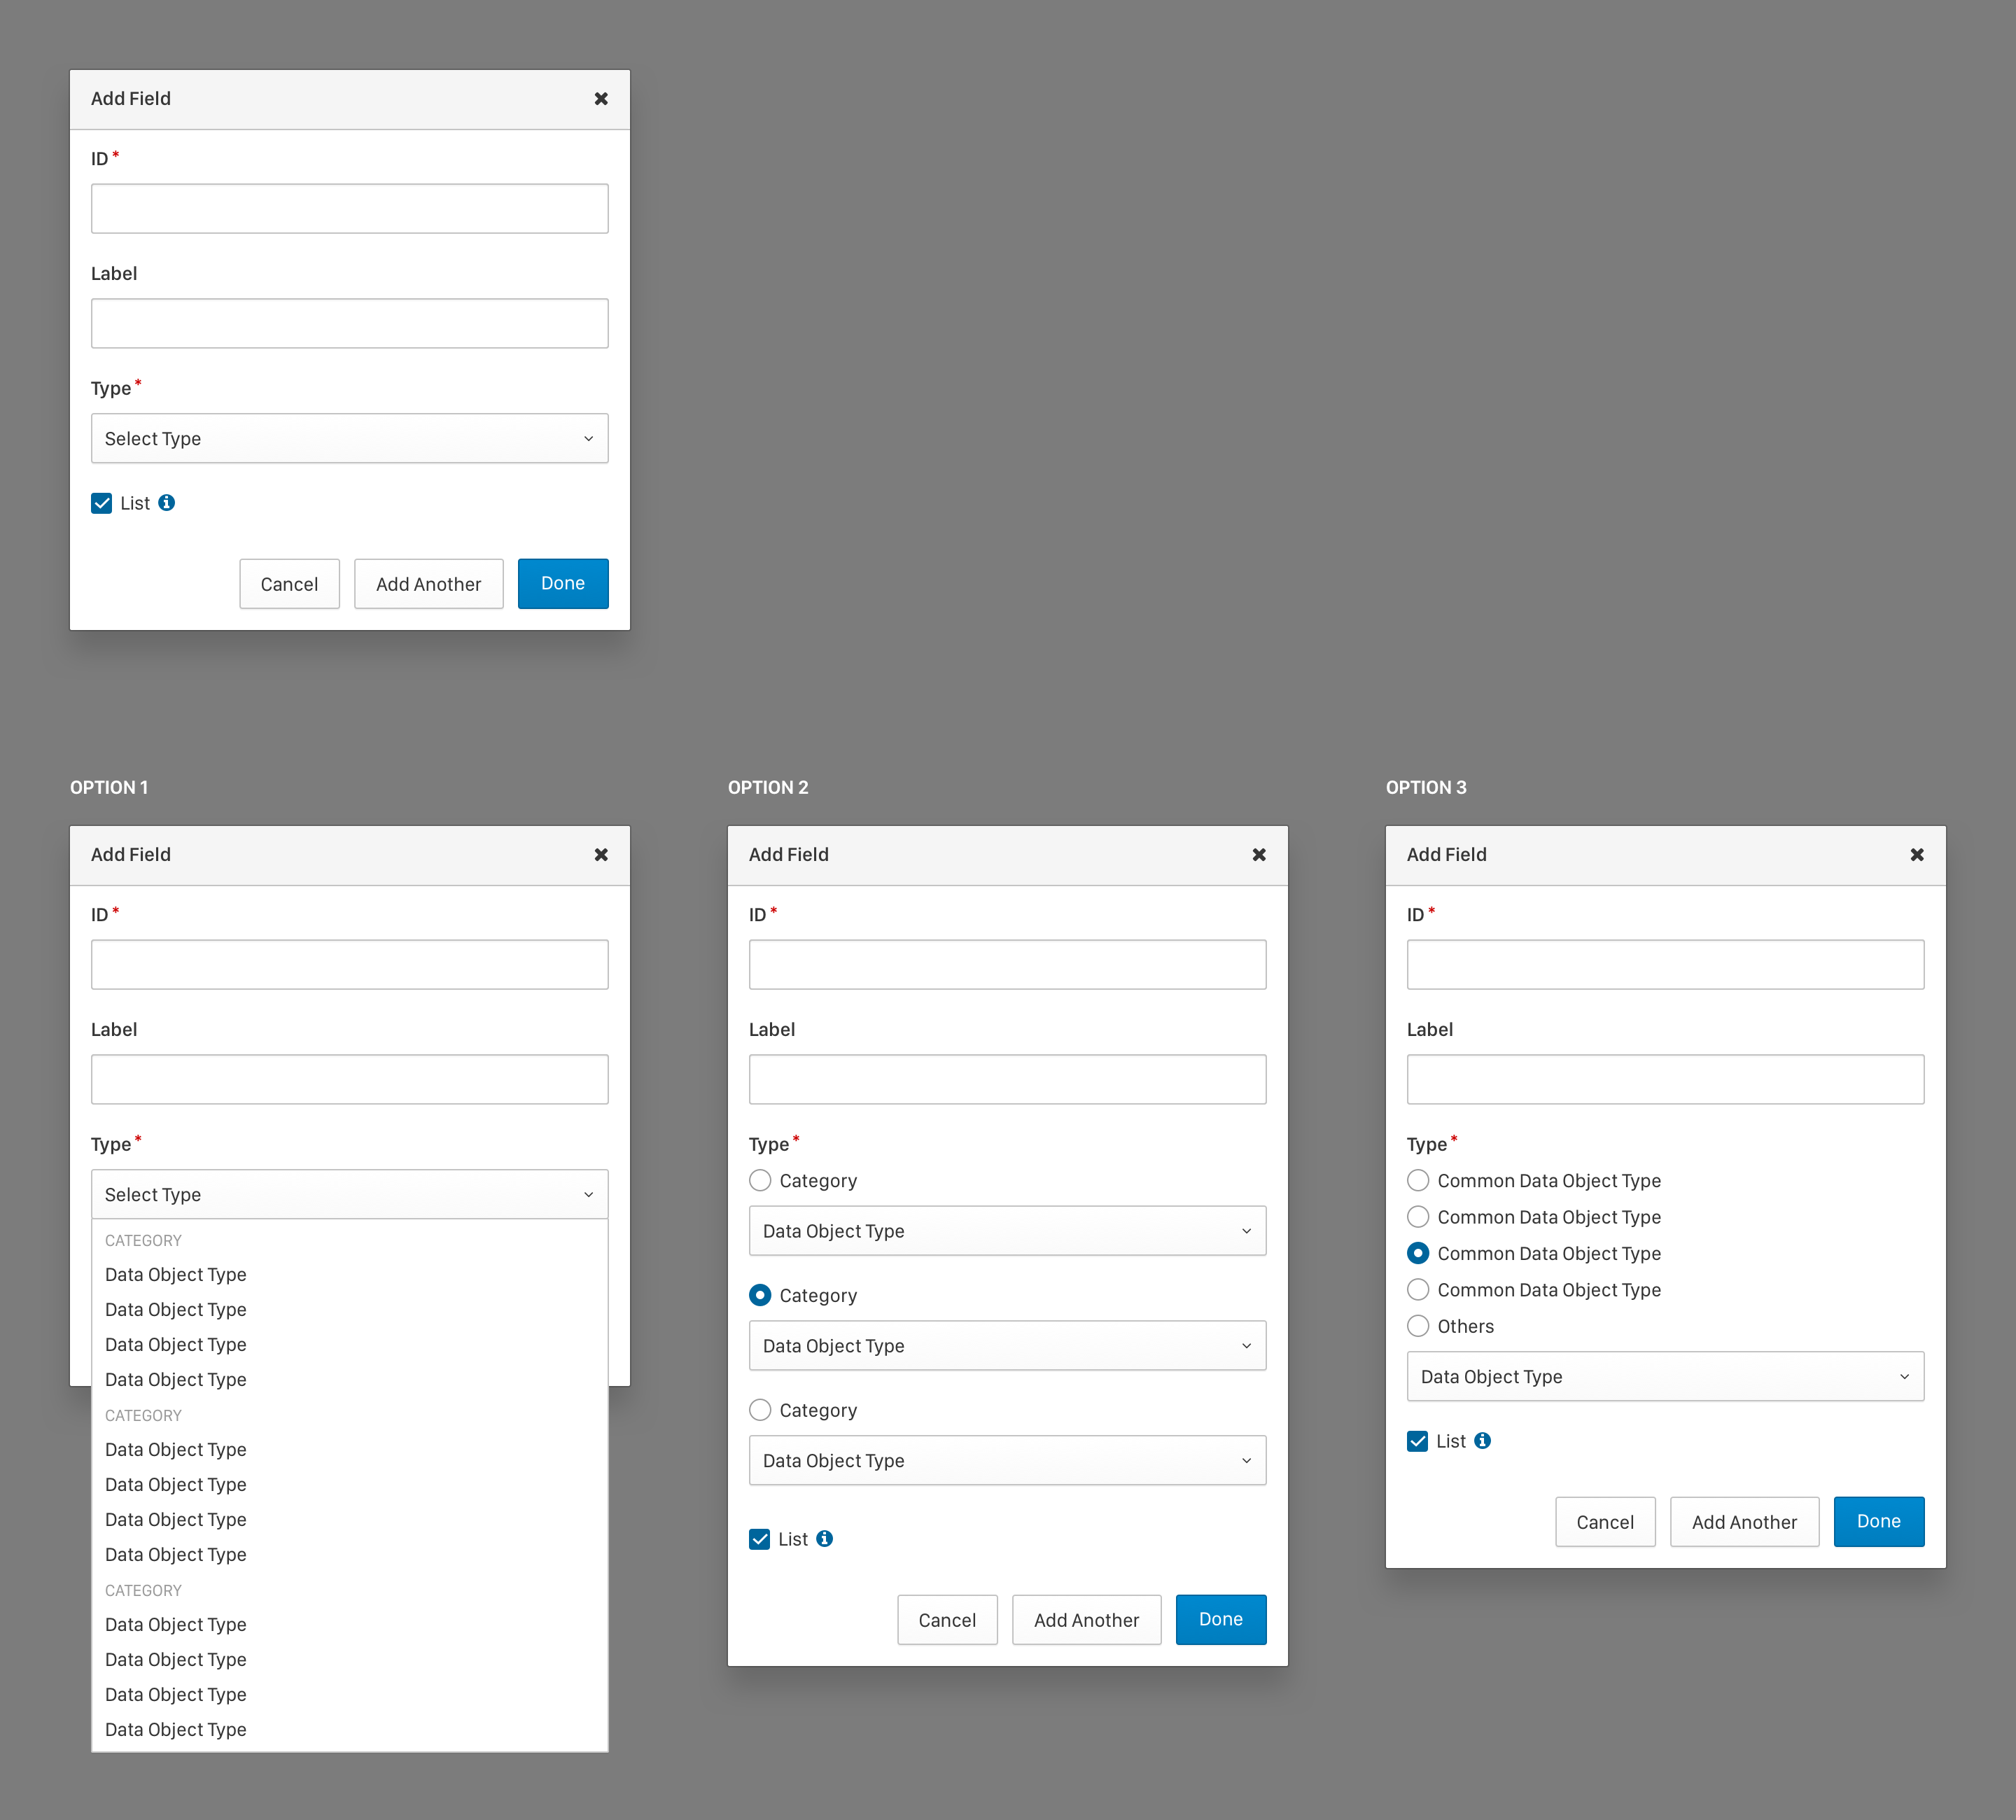 Add Field
ID *
Label
Type *
Select Type
List
Cancel Add Another Done
OPTION 1
Add Field
ID *
Label
Type *
Select Type
CATEGORY
Data Object Type
Data Object Type
Data Object Type
Data Object Type
CATEGORY
Data Object Type
Data Object Type
Data Object Type
Data Object Type
CATEGORY
Data Object Type
Data Object Type
Data Object Type
Data Object Type
OPTION 2
Add Field
ID *
Label
Type *
Category
Data Object Type
Category
Data Object Type
Category
Data Object Type
List
Cancel Add Another Done
OPTION 3
Add Field
ID *
Label
Type *
Common Data Object Type
Common Data Object Type
Common Data Object Type
Common Data Object Type
Others
Data Object Type
List
Cancel Add Another Done